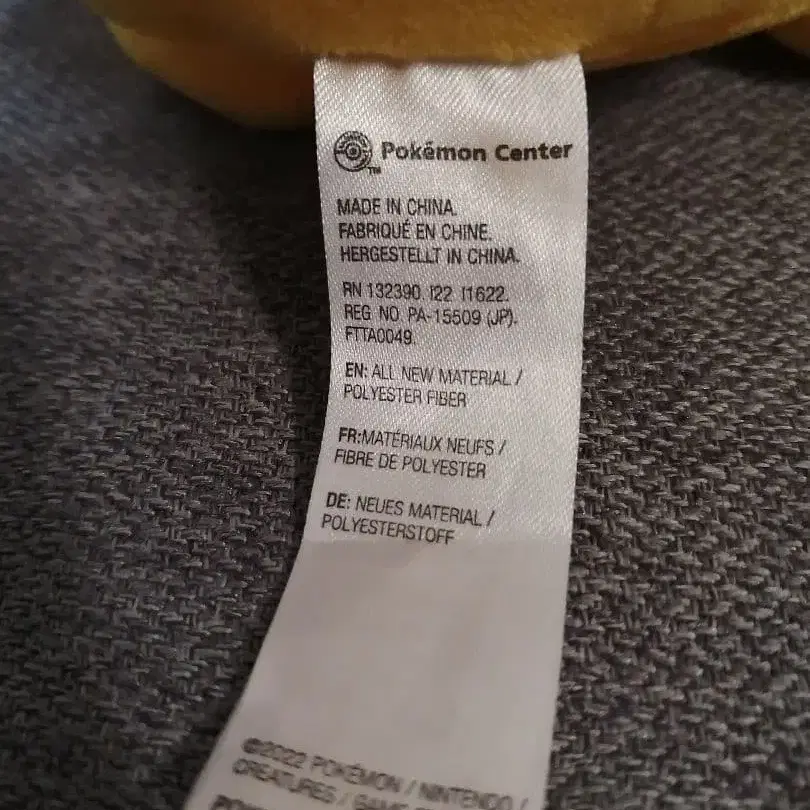 Pokémon Center
TM
MADE IN CHINA.
FABRIQUÉ EN CHINE.
HERGESTELLT IN CHINA.
RN 132390. I22 I1622.
REG. NO. PA-15509 (JP).
FTTA0049.
EN: ALL NEW MATERIAL /
POLYESTER FIBER
FR:MATÉRIAUX NEUFS /
FIBRE DE POLYESTER
DE: NEUES MATERIAL /
POLYESTERSTOFF
©2022 POKÉMON / NINTENDO /
CREATURES / GAME